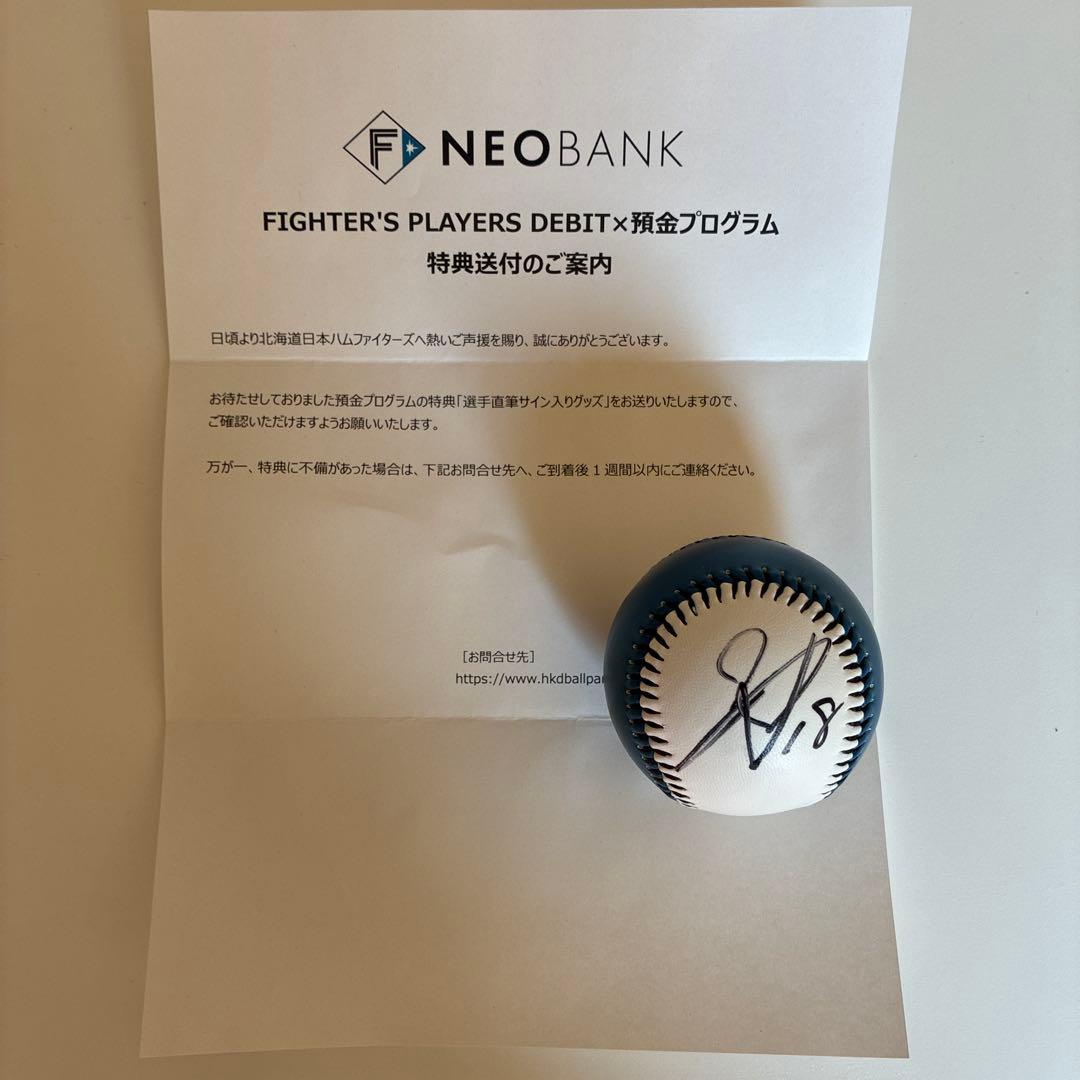 F NEOBANK
FIGHTER'S PLAYERS DEBIT×預金プログラム
特典送付のご案内
日頃より北海道日本ハムファイターズへ熱いご声援を賜り、誠にありがとうございます。
お待たせしておりました預金プログラムの特典「選手直筆サイン入りグッズ」をお送りいたしますので、
ご確認いただけますようお願いいたします。
万が一、特典に不備があった場合は、下記お問合せ先へ、ご到着後1週間以内にご連絡ください。
［お問合せ先］
https://www.hkdballpar
18